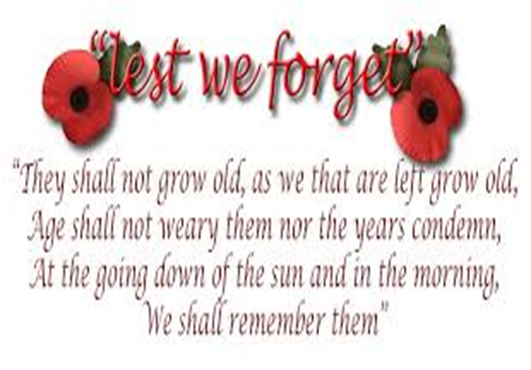 “lest we forget”
“They shall not grow old, as we that are left grow old,
Age shall not weary them nor the years condemn,
At the going down of the sun and in the morning,
We shall remember them”